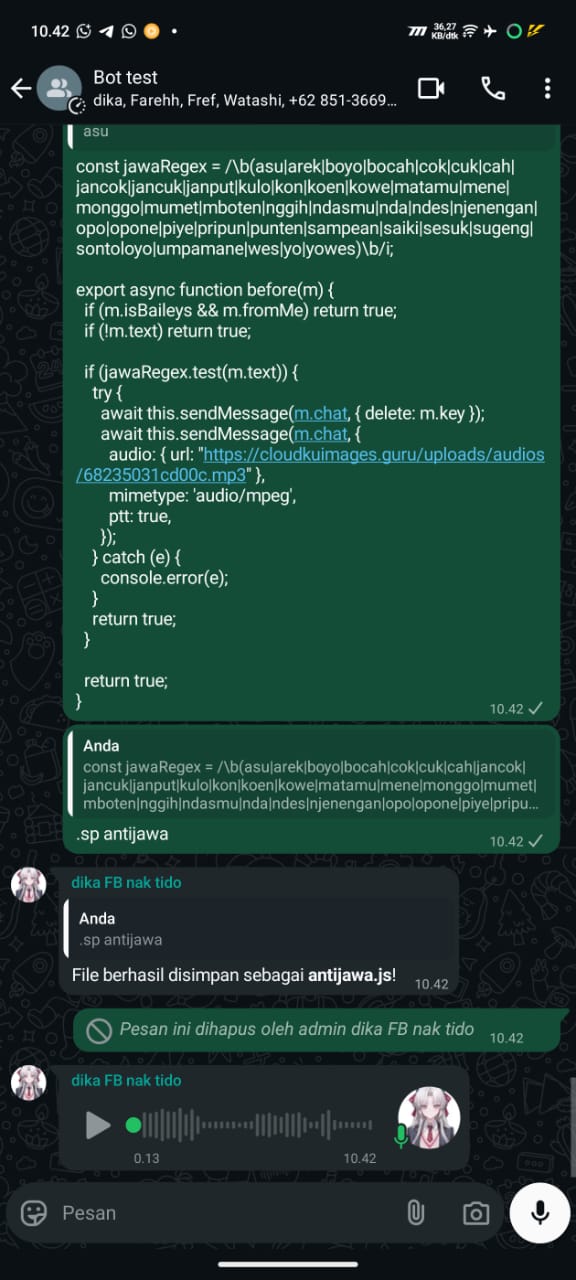 10.42
36,27
KB/dtk
Bot test
dika, Farehh, Fref, Watashi, +62 851-3669...
asu
const jawaRegex = /\b(asu|arek|boyo|bocah|cok|cuk|cah|
jancok|jancuk|janput|kulo|kon|koen|kowe|matamu|mene|
monggo|mumet|mboten|nggih|ndasmu|nda|ndes|njenengan|
opo|opone|piye|pripun|punten|sampean|saiki|sesuk|sugeng|
sontoloyo|umpamane|wes|yo|yowes)\b/i;
export async function before(m) {
if (m.isBaileys && m.fromMe) return true;
if (!m.text) return true;
if (jawaRegex.test(m.text)) {
try {
await this.sendMessage(m.chat, { delete: m.key });
await this.sendMessage(m.chat, {
audio: { url: "https://cloudkuimages.guru/uploads/audios
/68235031cd00c.mp3" },
mimetype: 'audio/mpeg',
ptt: true,
});
} catch (e) {
console.error(e);
}
return true;
}
return true;
}
10.42
Anda
const jawaRegex = /\b(asu|arek|boyo|bocah|cok|cuk|cah|jancok|
jancuk|janput|kulo|kon|koen|kowe|matamu|mene|monggo|mumet|
mboten|nggih|ndasmu|nda|ndes|njenengan|opo|opone|piye|pripu...
.sp antijawa
10.42
dika FB nak tido
Anda
.sp antijawa
File berhasil disimpan sebagai antijawa.js!
10.42
Pesan ini dihapus oleh admin dika FB nak tido
10.42
dika FB nak tido
0.13
10.42
Pesan